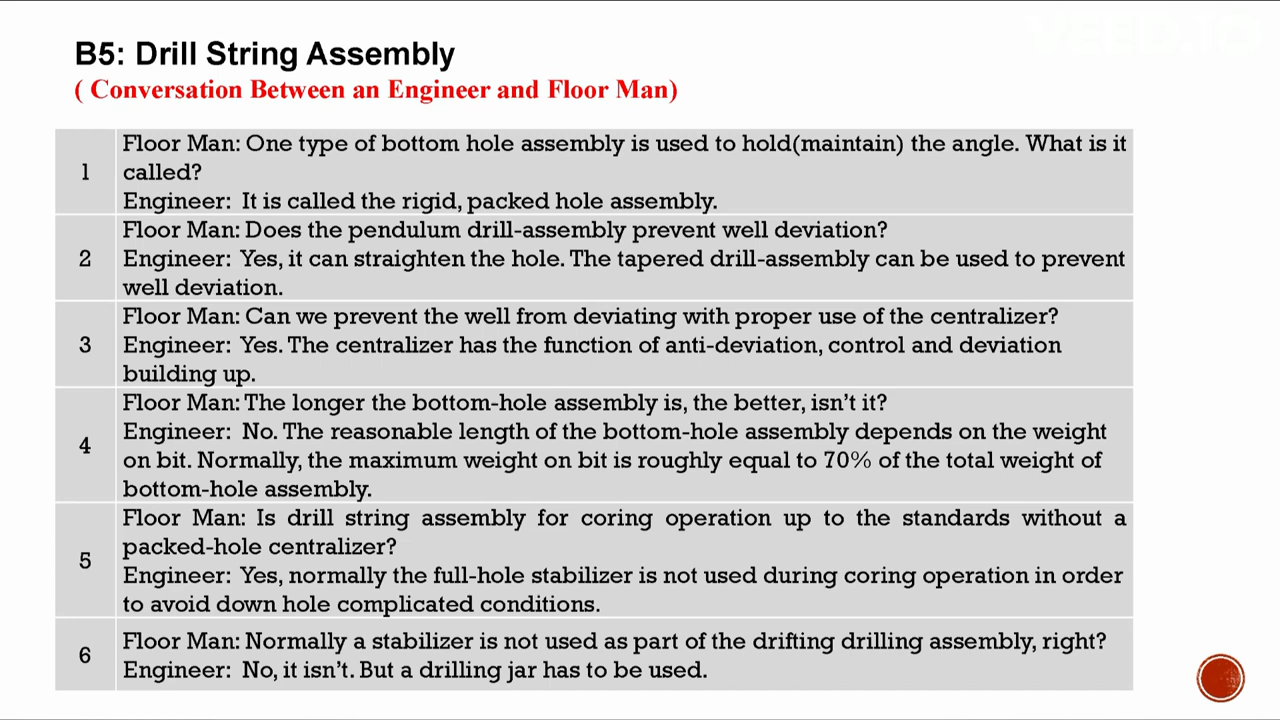 VEED.IO
B5: Drill String Assembly
( Conversation Between an Engineer and Floor Man)
1
Floor Man: One type of bottom hole assembly is used to hold(maintain) the angle. What is it
called?
Engineer: It is called the rigid, packed hole assembly.
2
Floor Man: Does the pendulum drill-assembly prevent well deviation?
Engineer: Yes, it can straighten the hole. The tapered drill-assembly can be used to prevent
well deviation.
3
Floor Man: Can we prevent the well from deviating with proper use of the centralizer?
Engineer: Yes. The centralizer has the function of anti-deviation, control and deviation
building up.
4
Floor Man: The longer the bottom-hole assembly is, the better, isn't it?
Engineer: No. The reasonable length of the bottom-hole assembly depends on the weight
on bit. Normally, the maximum weight on bit is roughly equal to 70% of the total weight of
bottom-hole assembly.
5
Floor Man: Is drill string assembly for coring operation up to the standards without a
packed-hole centralizer?
Engineer: Yes, normally the full-hole stabilizer is not used during coring operation in order
to avoid down hole complicated conditions.
6
Floor Man: Normally a stabilizer is not used as part of the drifting drilling assembly, right?
Engineer: No, it isn't. But a drilling jar has to be used.